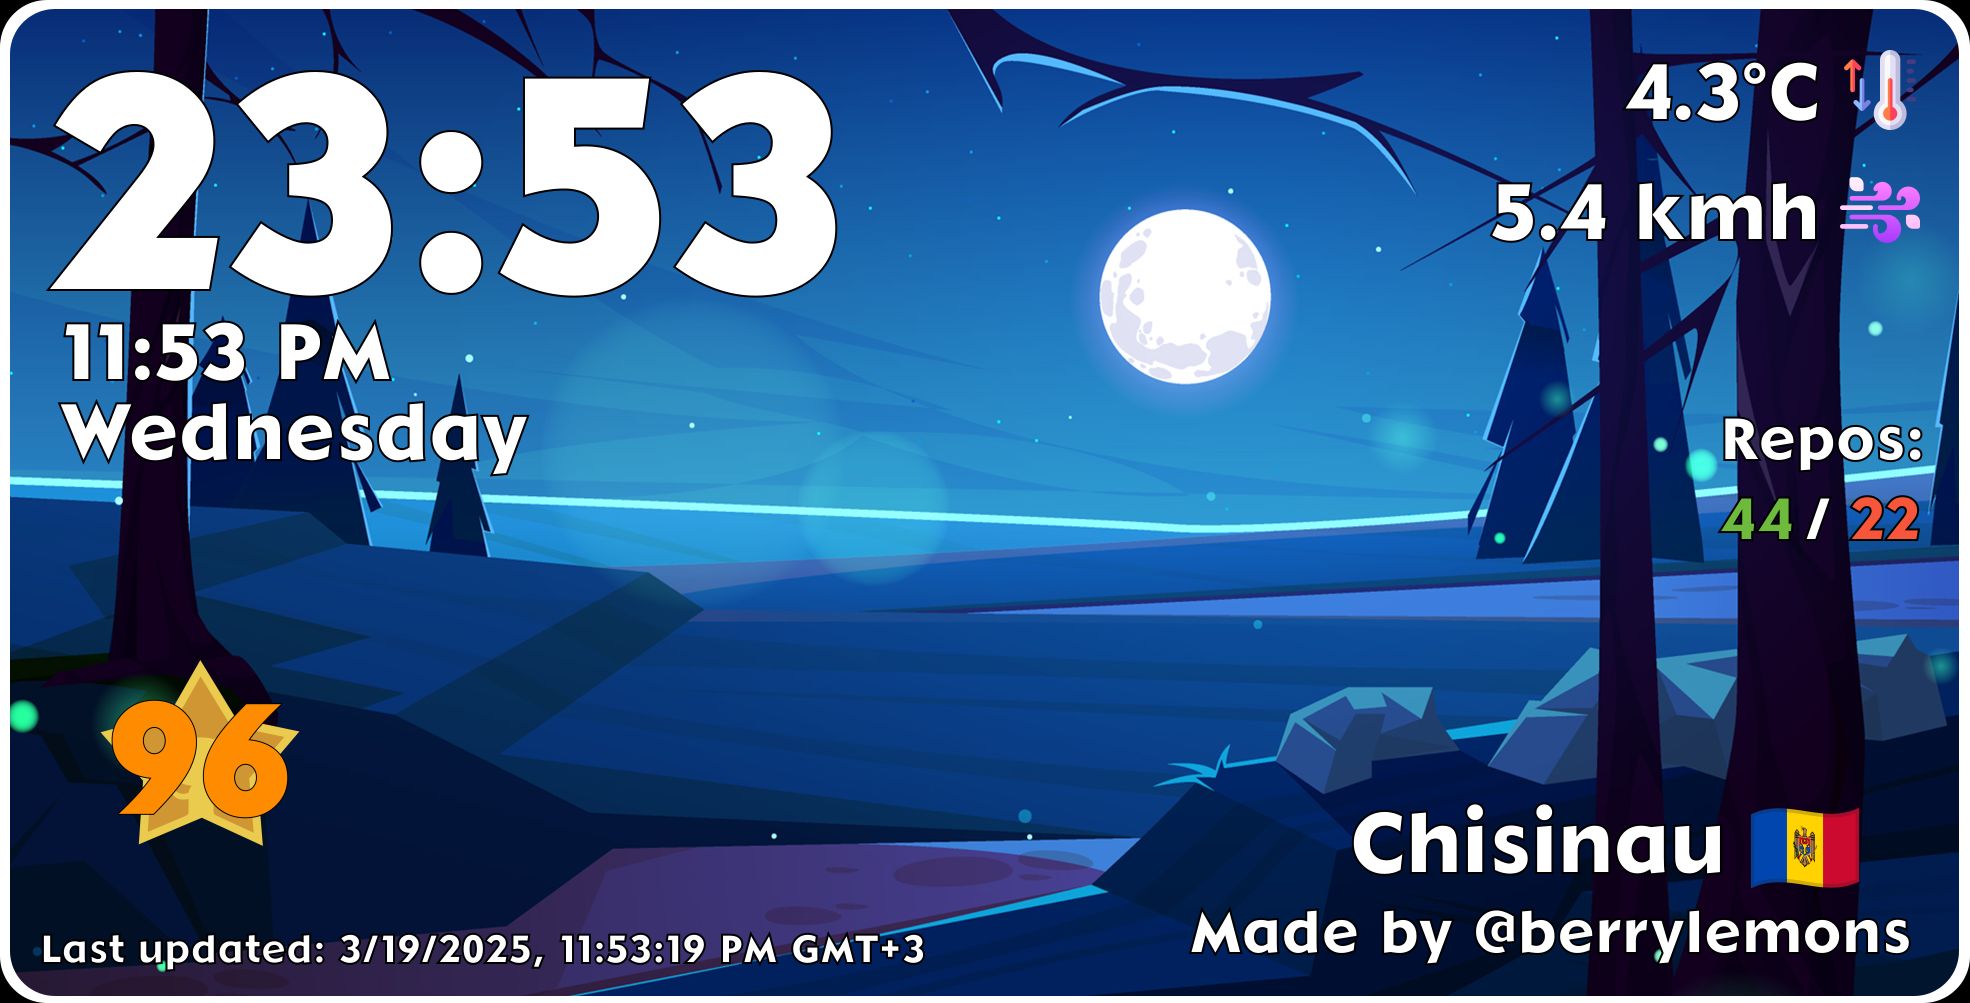 23:53
11:53 PM
Wednesday
4.3°C
5.4 kmh
Repos:
44 / 22
96
Chisinau
Made by @berrylemons
Last updated: 3/19/2025, 11:53:19 PM GMT+3